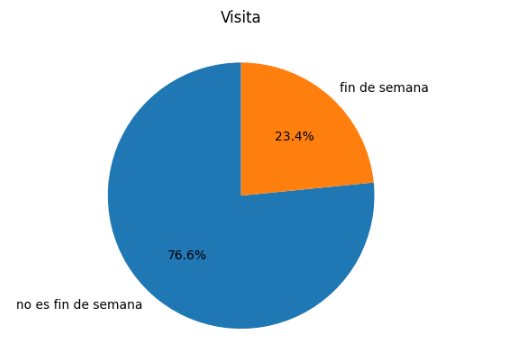 Visita
fin de semana
23.4%
76.6%
no es fin de semana